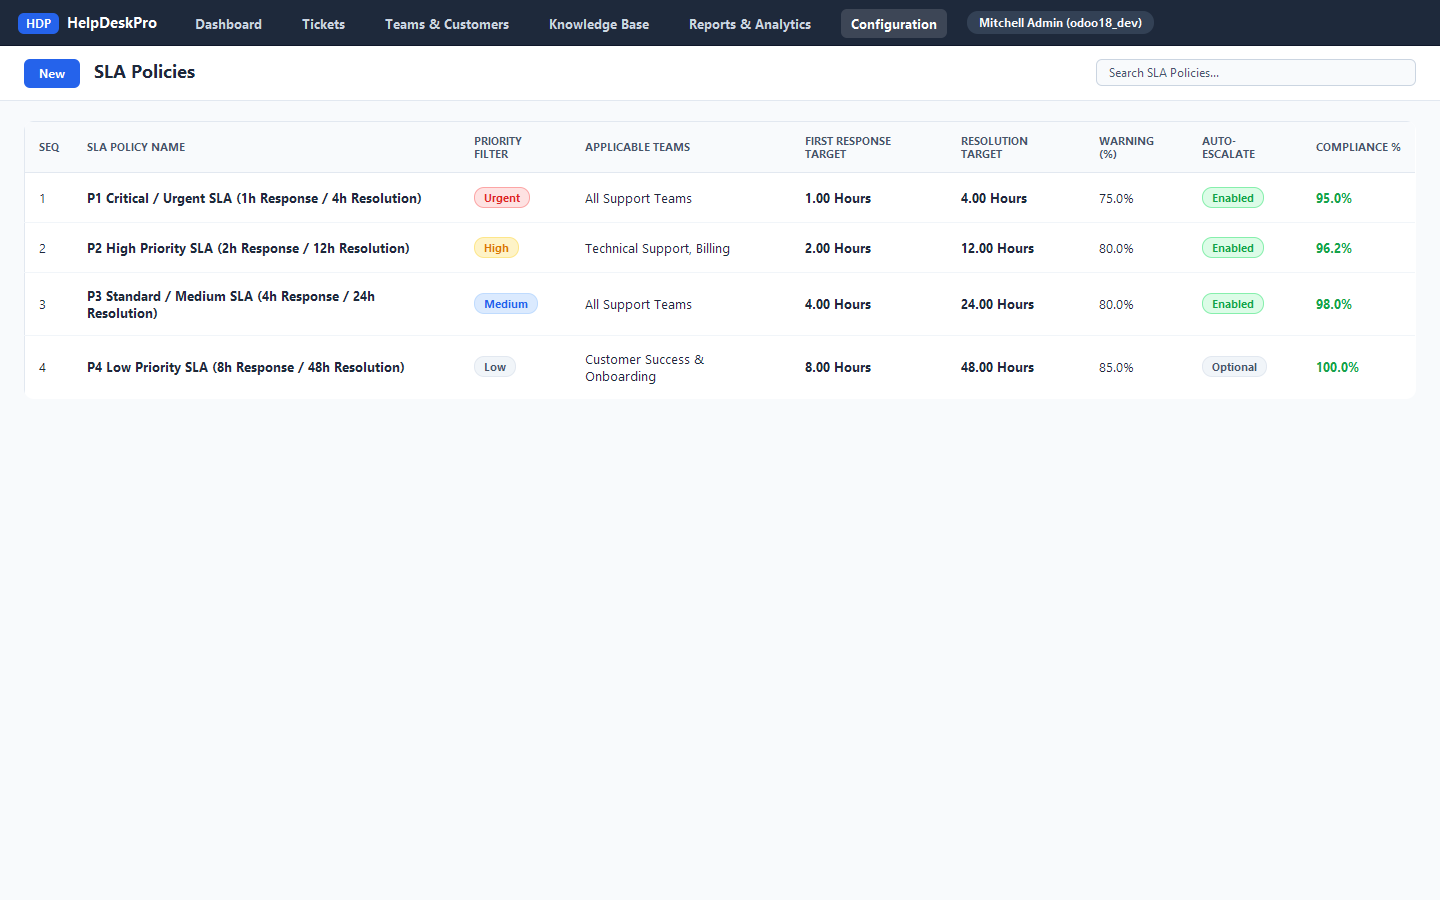 HDP HelpDeskPro Dashboard Tickets Teams & Customers Knowledge Base Reports & Analytics Configuration Mitchell Admin (odoo18_dev)
New SLA Policies Search SLA Policies...
SEQ SLA POLICY NAME PRIORITY FILTER APPLICABLE TEAMS FIRST RESPONSE TARGET RESOLUTION TARGET WARNING (%) AUTO-ESCALATE COMPLIANCE %
1 P1 Critical / Urgent SLA (1h Response / 4h Resolution) Urgent All Support Teams 1.00 Hours 4.00 Hours 75.0% Enabled 95.0%
2 P2 High Priority SLA (2h Response / 12h Resolution) High Technical Support, Billing 2.00 Hours 12.00 Hours 80.0% Enabled 96.2%
3 P3 Standard / Medium SLA (4h Response / 24h Resolution) Medium All Support Teams 4.00 Hours 24.00 Hours 80.0% Enabled 98.0%
4 P4 Low Priority SLA (8h Response / 48h Resolution) Low Customer Success & Onboarding 8.00 Hours 48.00 Hours 85.0% Optional 100.0%